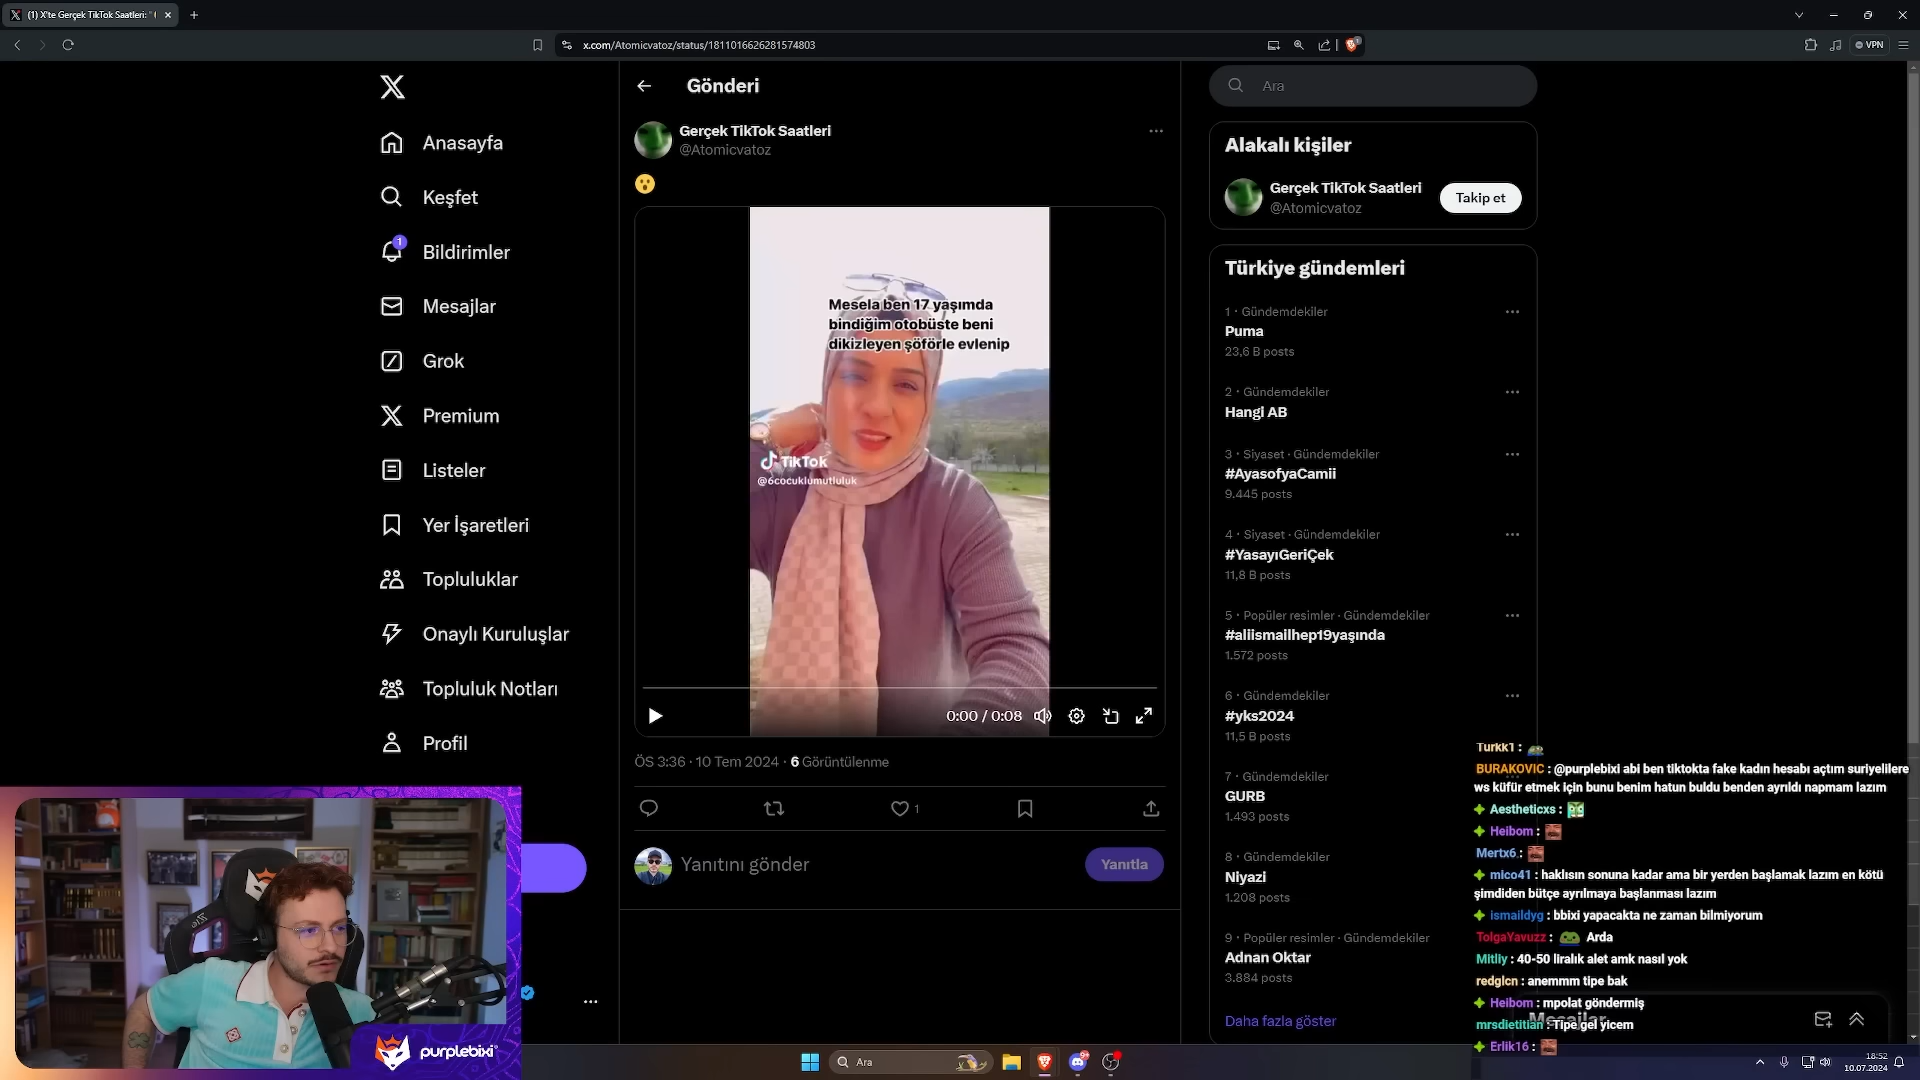 (1) X'te Gerçek TikTok Saatleri: "
x.com/Atomicvatoz/status/1811016626281574803
VPN
Anasayfa
Keşfet
1
Bildirimler
Mesajlar
Grok
Premium
Listeler
Yer İşaretleri
Topluluklar
Onaylı Kuruluşlar
Topluluk Notları
Profil
Gönderi
Gerçek TikTok Saatleri
@Atomicvatoz
Mesela ben 17 yaşımda
bindiğim otobüste beni
dikizleyen şöförle evlenip
TikTok
@6cocuklumutluluk
0:00 / 0:08
ÖS 3:36 · 10 Tem 2024 · 6 Görüntülenme
1
Yanıtını gönder
Yanıtla
Ara
Alakalı kişiler
Gerçek TikTok Saatleri
@Atomicvatoz
Takip et
Türkiye gündemleri
1 · Gündemdekiler
Puma
23,6 B posts
2 · Gündemdekiler
Hangi AB
3 · Siyaset · Gündemdekiler
#AyasofyaCamii
9.445 posts
4 · Siyaset · Gündemdekiler
#YasayıGeriÇek
11,8 B posts
5 · Popüler resimler · Gündemdekiler
#aliismailhep19yaşında
1.572 posts
6 · Gündemdekiler
#yks2024
11,5 B posts
7 · Gündemdekiler
GURB
1.493 posts
8 · Gündemdekiler
Niyazi
1.208 posts
9 · Popüler resimler · Gündemdekiler
Adnan Oktar
3.884 posts
Daha fazla göster
Turkk1 :
BURAKOVIC : @purplebixi abi ben tiktokta fake kadın hesabı açtım suriyelilere
ws küfür etmek için bunu benim hatun buldu benden ayrıldı napmam lazım
Aestheticxs :
Heibom :
Mertx6 :
mico41 : haklısın sonuna kadar ama bir yerden başlamak lazım en kötü
şimdiden bütçe ayrılmaya başlanması lazım
ismaildyg : bbixi yapacakta ne zaman bilmiyorum
TolgaYavuzz : Arda
Mitliy : 40-50 liralık alet amk nasıl yok
redglcn : anemmm tipe bak
Heibom : mpolat göndermiş
mrsdietitian : Tipe gel yicem
Erlik16 :
Mesajlar
purplebixi
Ara
18:52
10.07.2024